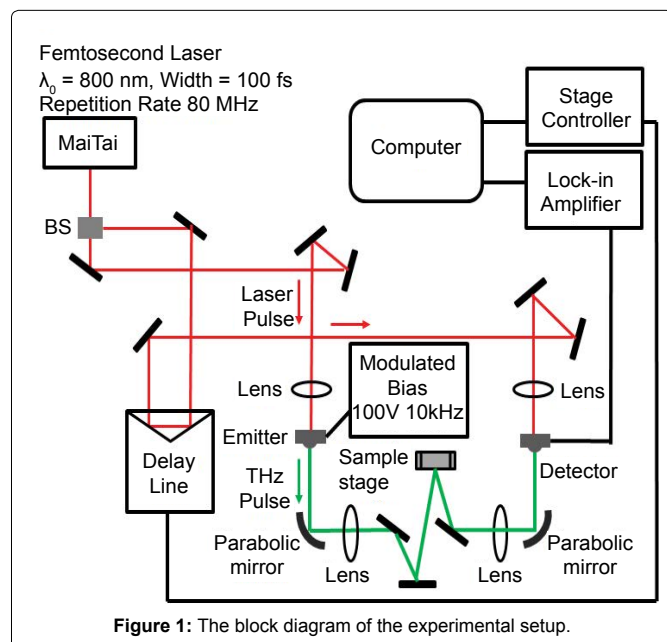 Femtosecond Laser
λ₀ = 800 nm, Width = 100 fs
Repetition Rate 80 MHz
MaiTai
BS
Computer
Stage
Controller
Lock-in
Amplifier
Laser
Pulse
Lens
Modulated
Bias
100V 10kHz
Lens
Emitter
Delay
Line
THz
Pulse
Sample
stage
Detector
Parabolic
mirror
Lens
Lens
Parabolic
mirror
Figure 1: The block diagram of the experimental setup.